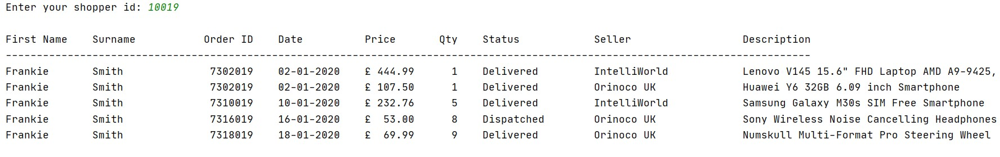 Enter your shopper id: 10019
First Name Surname Order ID Date Price Qty Status Seller Description
----------------------------------------------------------------------------------------------------------------------------------
Frankie Smith 7302019 02-01-2020 £ 444.99 1 Delivered IntelliWorld Lenovo V145 15.6" FHD Laptop AMD A9-9425,
Frankie Smith 7302019 02-01-2020 £ 107.50 1 Delivered Orinoco UK Huawei Y6 32GB 6.09 inch Smartphone
Frankie Smith 7310019 10-01-2020 £ 232.76 5 Delivered IntelliWorld Samsung Galaxy M30s SIM Free Smartphone
Frankie Smith 7316019 16-01-2020 £ 53.00 8 Dispatched Orinoco UK Sony Wireless Noise Cancelling Headphones
Frankie Smith 7318019 18-01-2020 £ 69.99 9 Delivered Orinoco UK Numskull Multi-Format Pro Steering Wheel